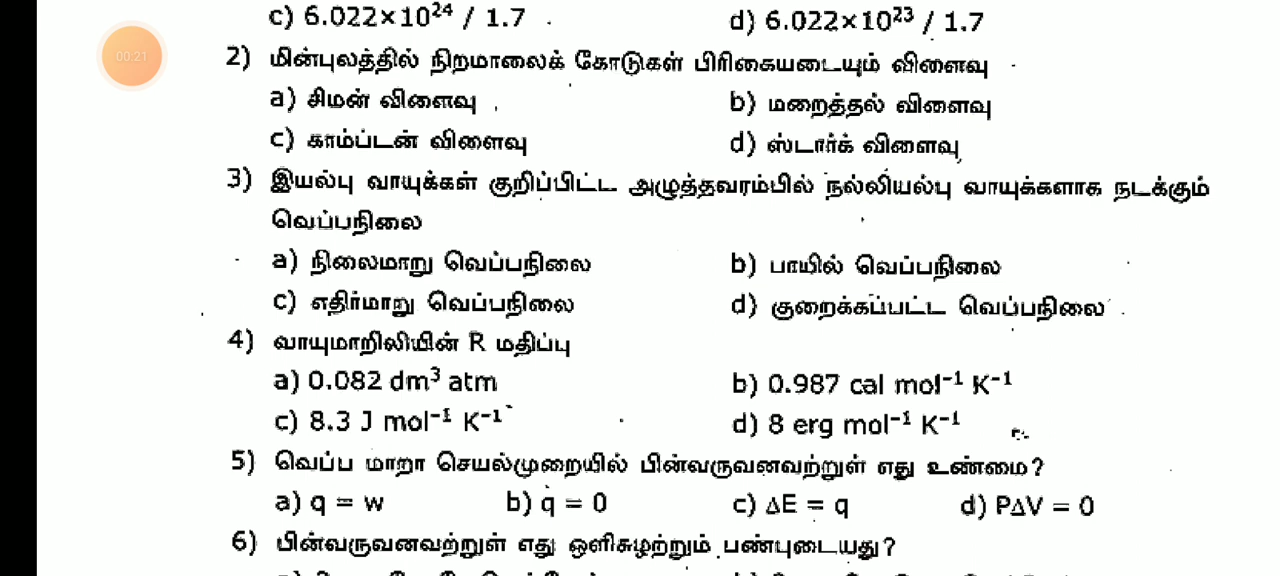 c) 6.022×10²⁴ / 1.7 d) 6.022×10²³ / 1.7
00:21
2) மின்புலத்தில் நிறமாலைக் கோடுகள் பிரிகையடையும் விளைவு
a) சிமன் விளைவு b) மறைத்தல் விளைவு
c) காம்ப்டன் விளைவு d) ஸ்டார்க் விளைவு
3) இயல்பு வாயுக்கள் குறிப்பிட்ட அழுத்தவரம்பில் நல்லியல்பு வாயுக்களாக நடக்கும்
வெப்பநிலை
a) நிலைமாறு வெப்பநிலை b) பாயில் வெப்பநிலை
c) எதிர்மாறு வெப்பநிலை d) குறைக்கப்பட்ட வெப்பநிலை
4) வாயுமாறிலியின் R மதிப்பு
a) 0.082 dm³ atm b) 0.987 cal mol⁻¹ K⁻¹
c) 8.3 J mol⁻¹ K⁻¹ d) 8 erg mol⁻¹ K⁻¹
5) வெப்ப மாறா செயல்முறையில் பின்வருவனவற்றுள் எது உண்மை?
a) q = w b) q = 0 c) ΔE = q d) PΔV = 0
6) பின்வருவனவற்றுள் எது ஒளிசுழற்றும் பண்புடையது?